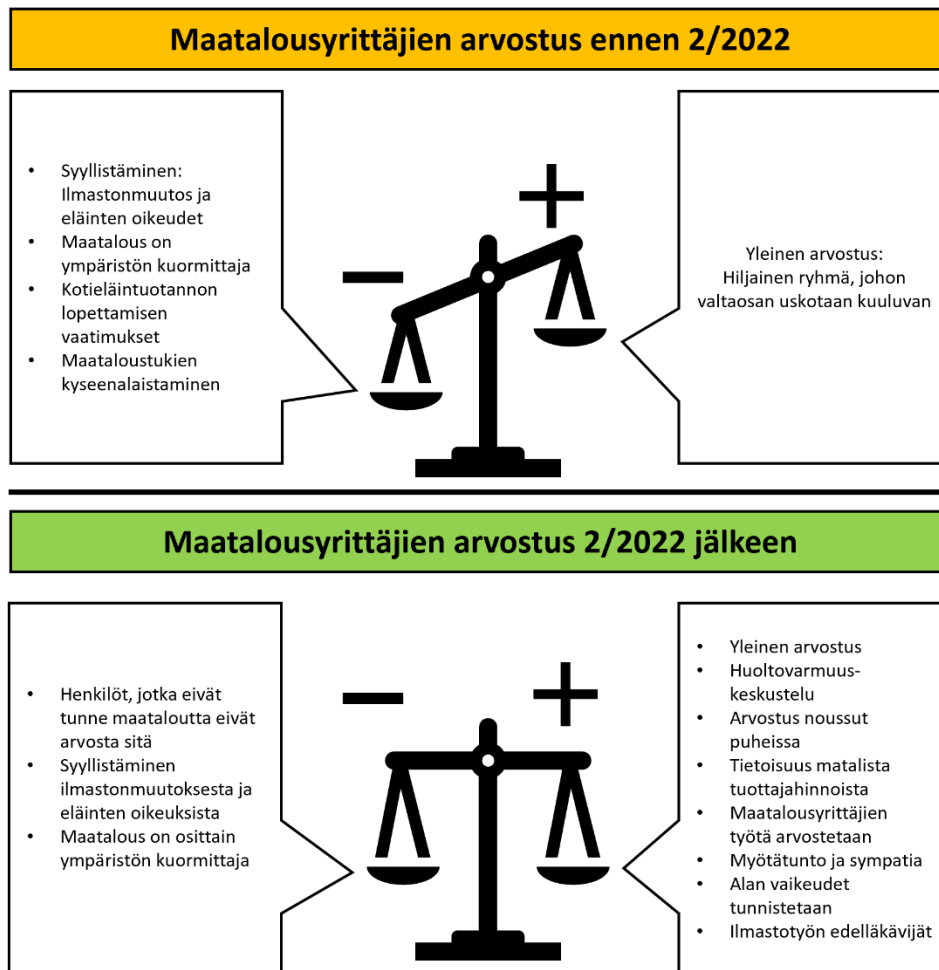 Maatalousyrittäjien arvostus ennen 2/2022
• Syyllistäminen:
Ilmastonmuutos ja
eläinten oikeudet
• Maatalous on
ympäristön kuormittaja
• Kotieläintuotannon
lopettamisen
vaatimukset
• Maataloustukien
kyseenalaistaminen
Yleinen arvostus:
Hiljainen ryhmä, johon
valtaosan uskotaan kuuluvan
Maatalousyrittäjien arvostus 2/2022 jälkeen
• Henkilöt, jotka eivät
tunne maataloutta eivät
arvosta sitä
• Syyllistäminen
ilmastonmuutoksesta ja
eläinten oikeuksista
• Maatalous on osittain
ympäristön kuormittaja
• Yleinen arvostus
• Huoltovarmuus-
keskustelu
• Arvostus noussut
puheissa
• Tietoisuus matalista
tuottajahinnoista
• Maatalousyrittäjien
työtä arvostetaan
• Myötätunto ja sympatia
• Alan vaikeudet
tunnistetaan
• Ilmastotyön edelläkävijät